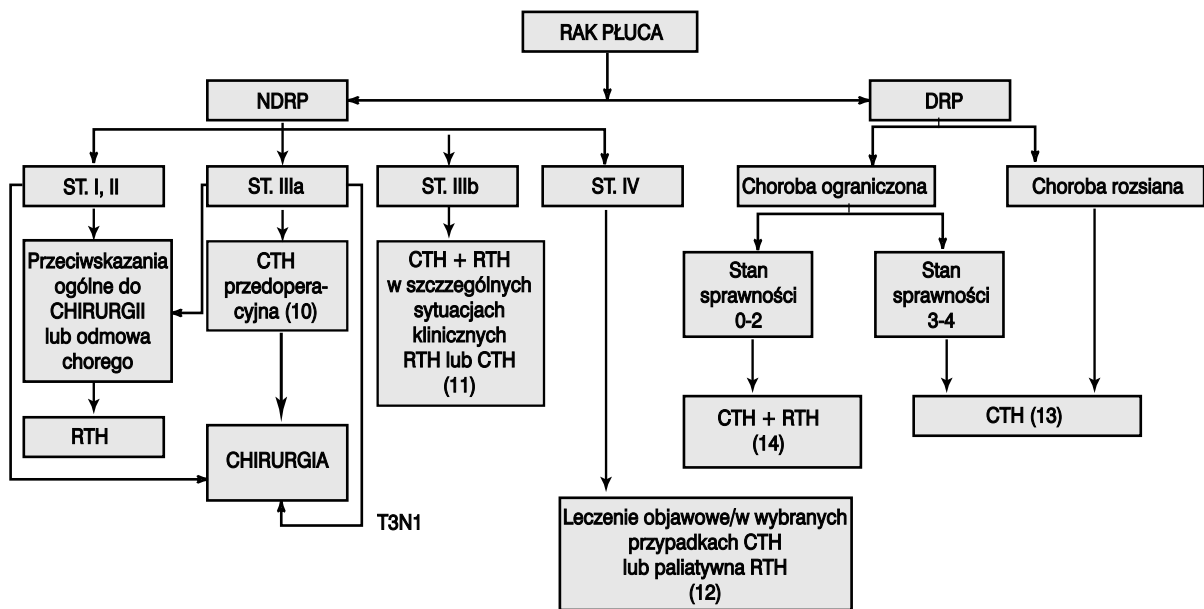 RAK PŁUCA
NDRP
DRP
ST. I, II
ST. IIIa
ST. IIIb
ST. IV
Choroba ograniczona
Choroba rozsiana
Przeciwskazania
ogólne do
CHIRURGII
lub odmowa
chorego
CTH
przedopera-
cyjna (10)
CTH + RTH
w szczególnych
sytuacjach
klinicznych
RTH lub CTH
(11)
Stan
sprawności
0-2
Stan
sprawności
3-4
RTH
CHIRURGIA
T3N1
CTH + RTH
(14)
CTH (13)
Leczenie objawowe/w wybranych
przypadkach CTH
lub paliatywna RTH
(12)